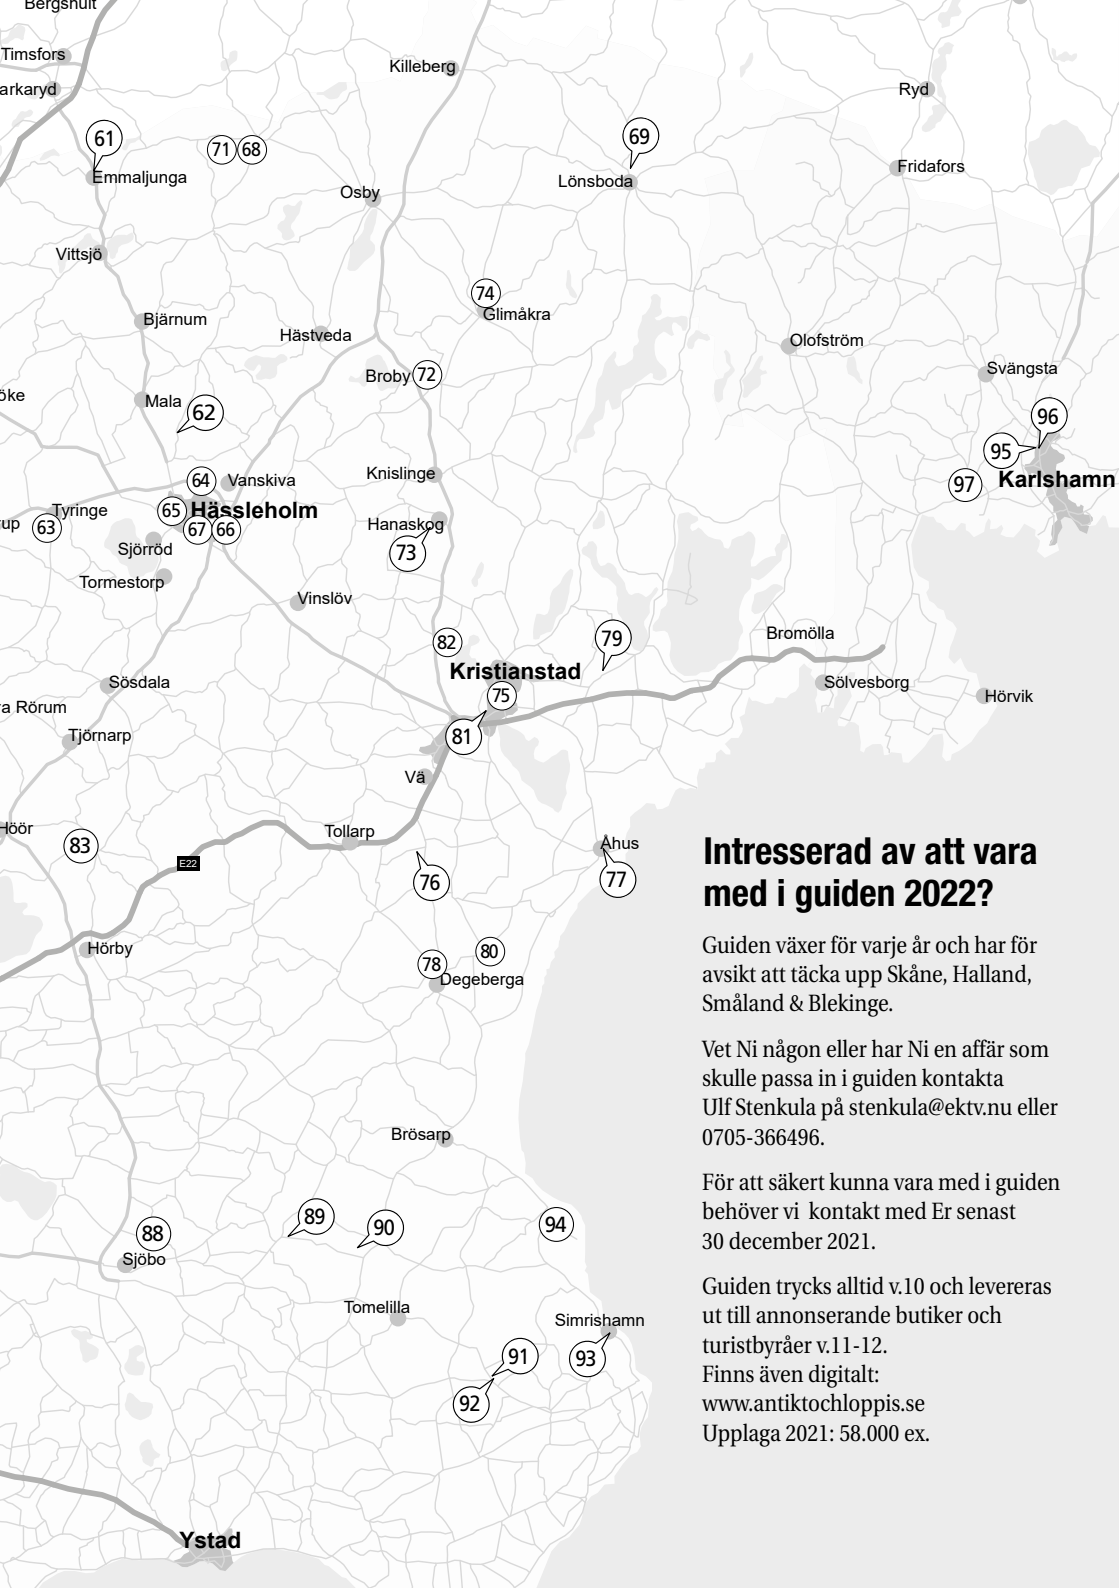 Bergshult
Timsfors
arkaryd
Killeberg
Ryd
61
71
68
69
Emmaljunga
Osby
Lönsboda
Fridafors
Vittsjö
74
Glimåkra
Bjärnum
Hästveda
Olofström
Svängsta
Broby
72
öke
Mala
62
96
95
97
Karlshamn
Knislinge
64
Vanskiva
65
Hässleholm
67
66
Tyringe
rup
63
Hanaskog
73
Sjörröd
Tormestorp
Vinslöv
82
79
Bromölla
Kristianstad
75
81
Sölvesborg
Hörvik
Sösdala
a Rörum
Tjörnarp
Vä
Höör
83
E22
Tollarp
76
Åhus
77
Hörby
78
80
Degeberga
Brösarp
88
Sjöbo
89
90
94
Tomelilla
Simrishamn
91
93
92
Ystad
Intresserad av att vara
med i guiden 2022?
Guiden växer för varje år och har för
avsikt att täcka upp Skåne, Halland,
Småland & Blekinge.
Vet Ni någon eller har Ni en affär som
skulle passa in i guiden kontakta
Ulf Stenkula på stenkula@ektv.nu eller
0705-366496.
För att säkert kunna vara med i guiden
behöver vi kontakt med Er senast
30 december 2021.
Guiden trycks alltid v.10 och levereras
ut till annonserande butiker och
turistbyråer v.11-12.
Finns även digitalt:
www.antiktochloppis.se
Upplaga 2021: 58.000 ex.